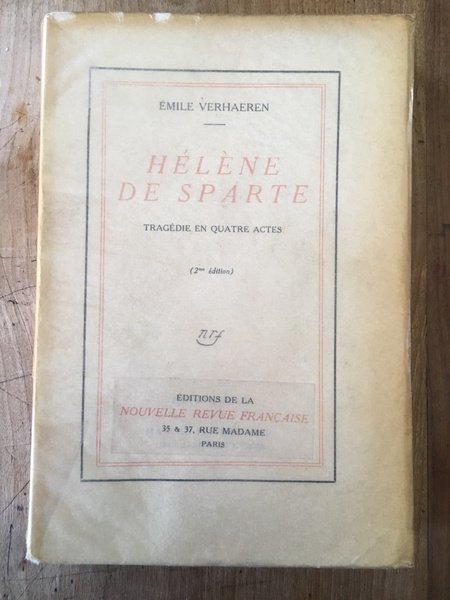 ÉMILE VERHAEREN
HÉLÈNE
DE SPARTE
TRAGÉDIE EN QUATRE ACTES
(2me édition)
nrf
ÉDITIONS DE LA
NOUVELLE REVUE FRANÇAISE
35 & 37, RUE MADAME
PARIS